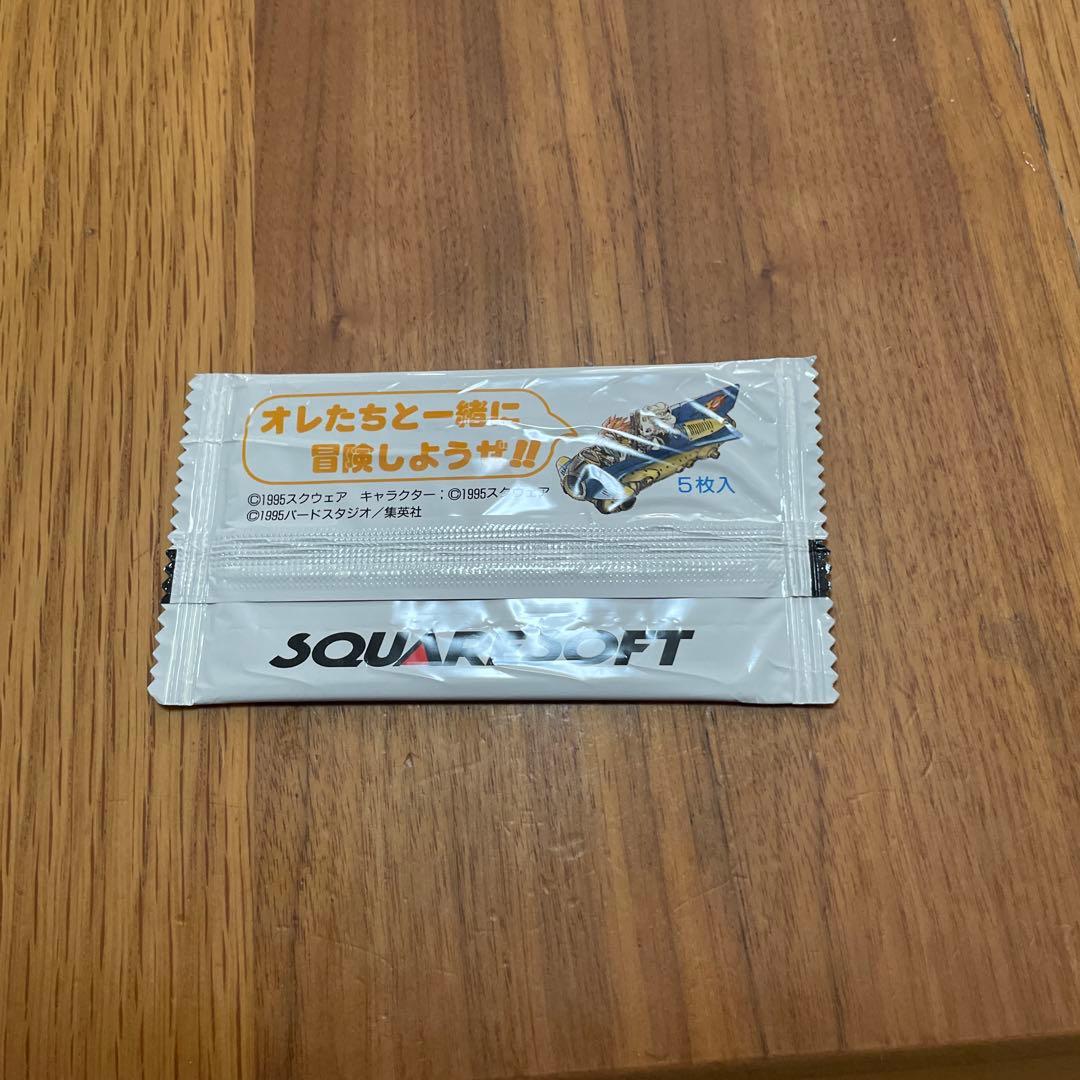 オレたちと一緒に
冒険しようぜ!!
©1995スクウェア　キャラクター：©1995スクウェア
©1995バードスタジオ／集英社
5枚入
SQUARESOFT